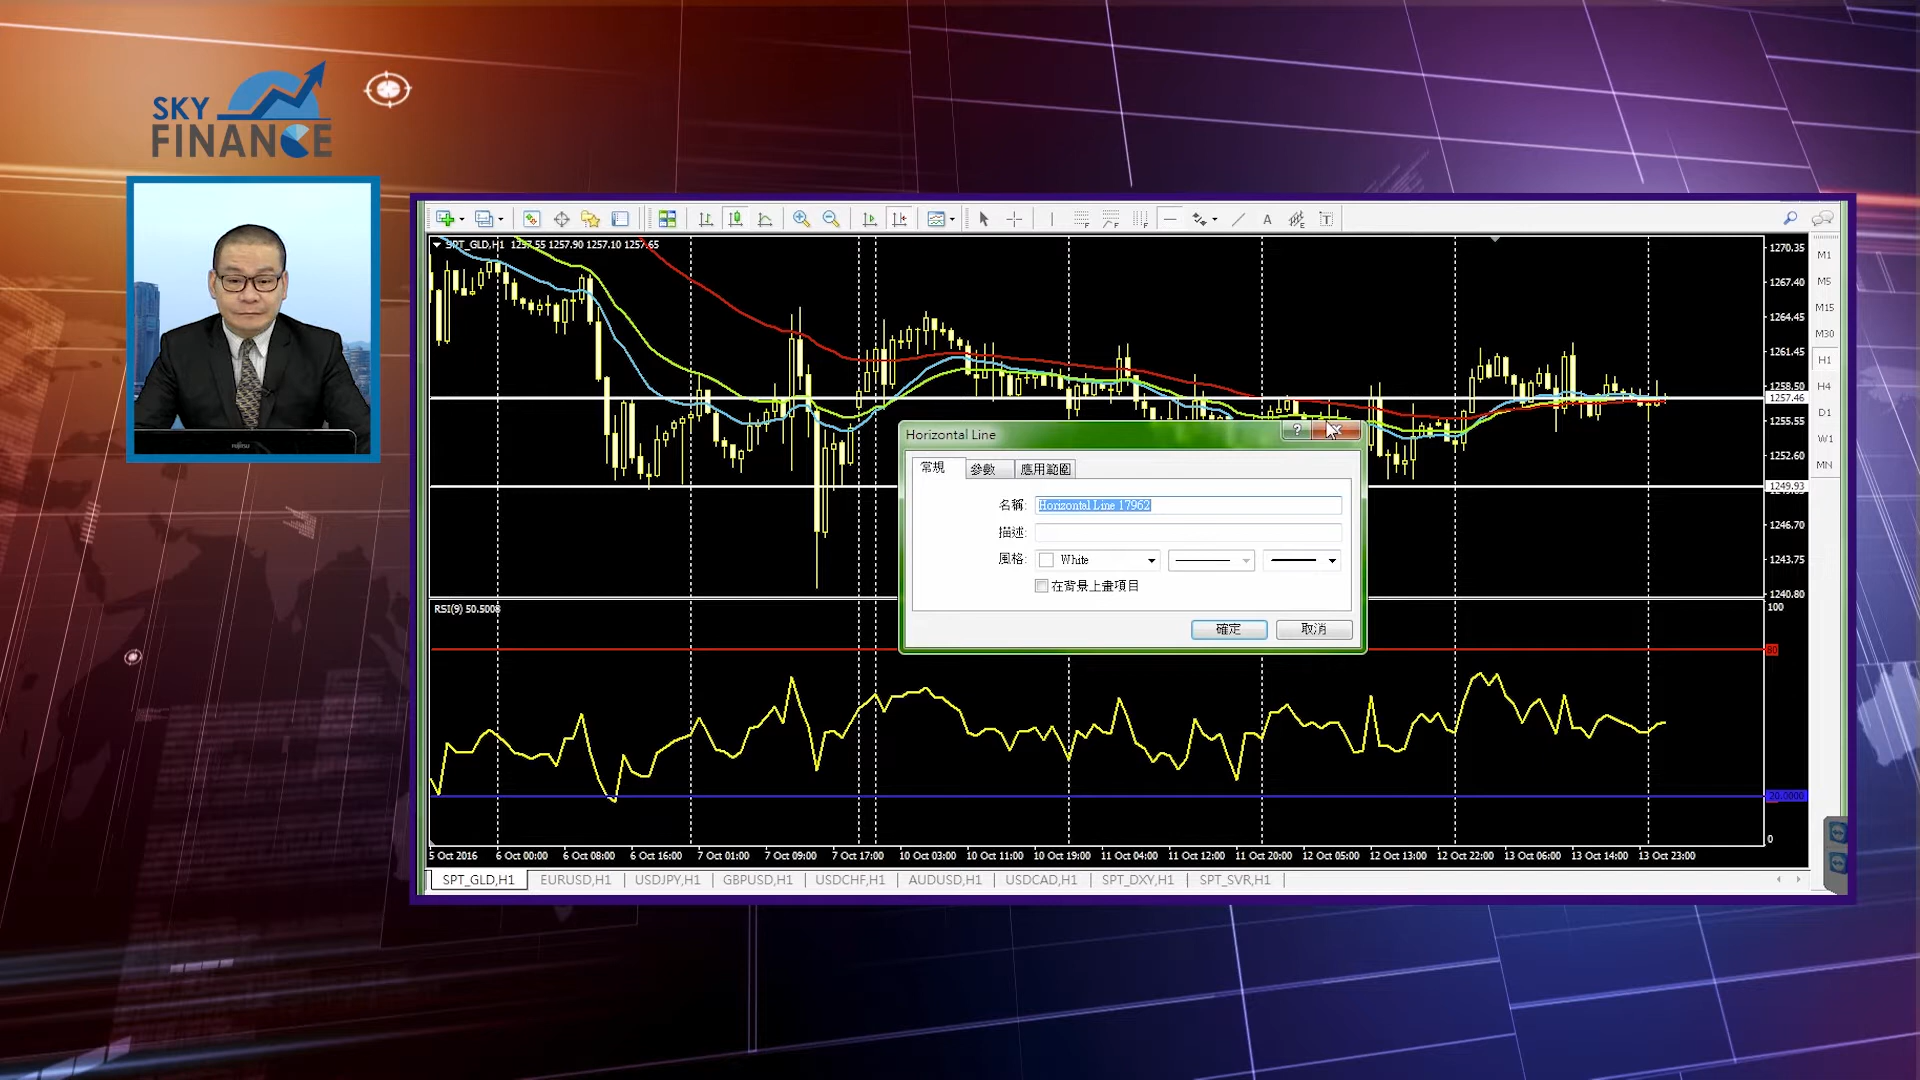 SKY
FINANCE
SPT_GLD,H1 1257.55 1257.90 1257.10 1257.65
1270.35
1267.40
1264.45
1261.45
1258.50
1257.46
1255.55
1252.60
1249.93
1246.70
1243.75
1240.80
M1
M5
M15
M30
H1
H4
D1
W1
MN
Horizontal Line
常規
參數
應用範圍
名稱: Horizontal Line 17962
描述:
風格: White
在背景上畫項目
確定
取消
RSI(9) 50.5008
100
80
20.0000
0
5 Oct 2016 6 Oct 00:00 6 Oct 08:00 6 Oct 16:00 7 Oct 01:00 7 Oct 09:00 7 Oct 17:00 10 Oct 03:00 10 Oct 11:00 10 Oct 19:00 11 Oct 04:00 11 Oct 12:00 11 Oct 20:00 12 Oct 05:00 12 Oct 13:00 12 Oct 22:00 13 Oct 06:00 13 Oct 14:00 13 Oct 23:00
SPT_GLD,H1 EURUSD,H1 USDJPY,H1 GBPUSD,H1 USDCHF,H1 AUDUSD,H1 USDCAD,H1 SPT_DXY,H1 SPT_SVR,H1